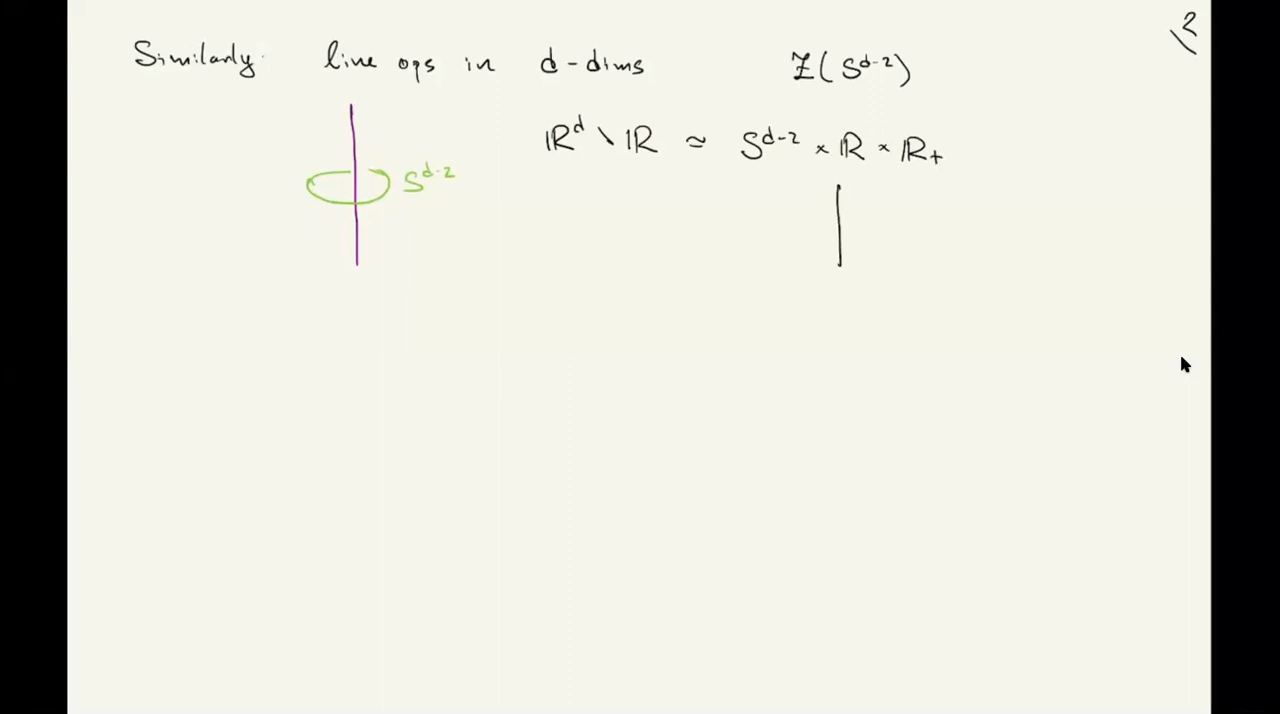 Similarly: line ops in d-dims Z(S^{d-2})
ℝ^d \ ℝ ≃ S^{d-2} × ℝ × ℝ+
S^{d-2}
2